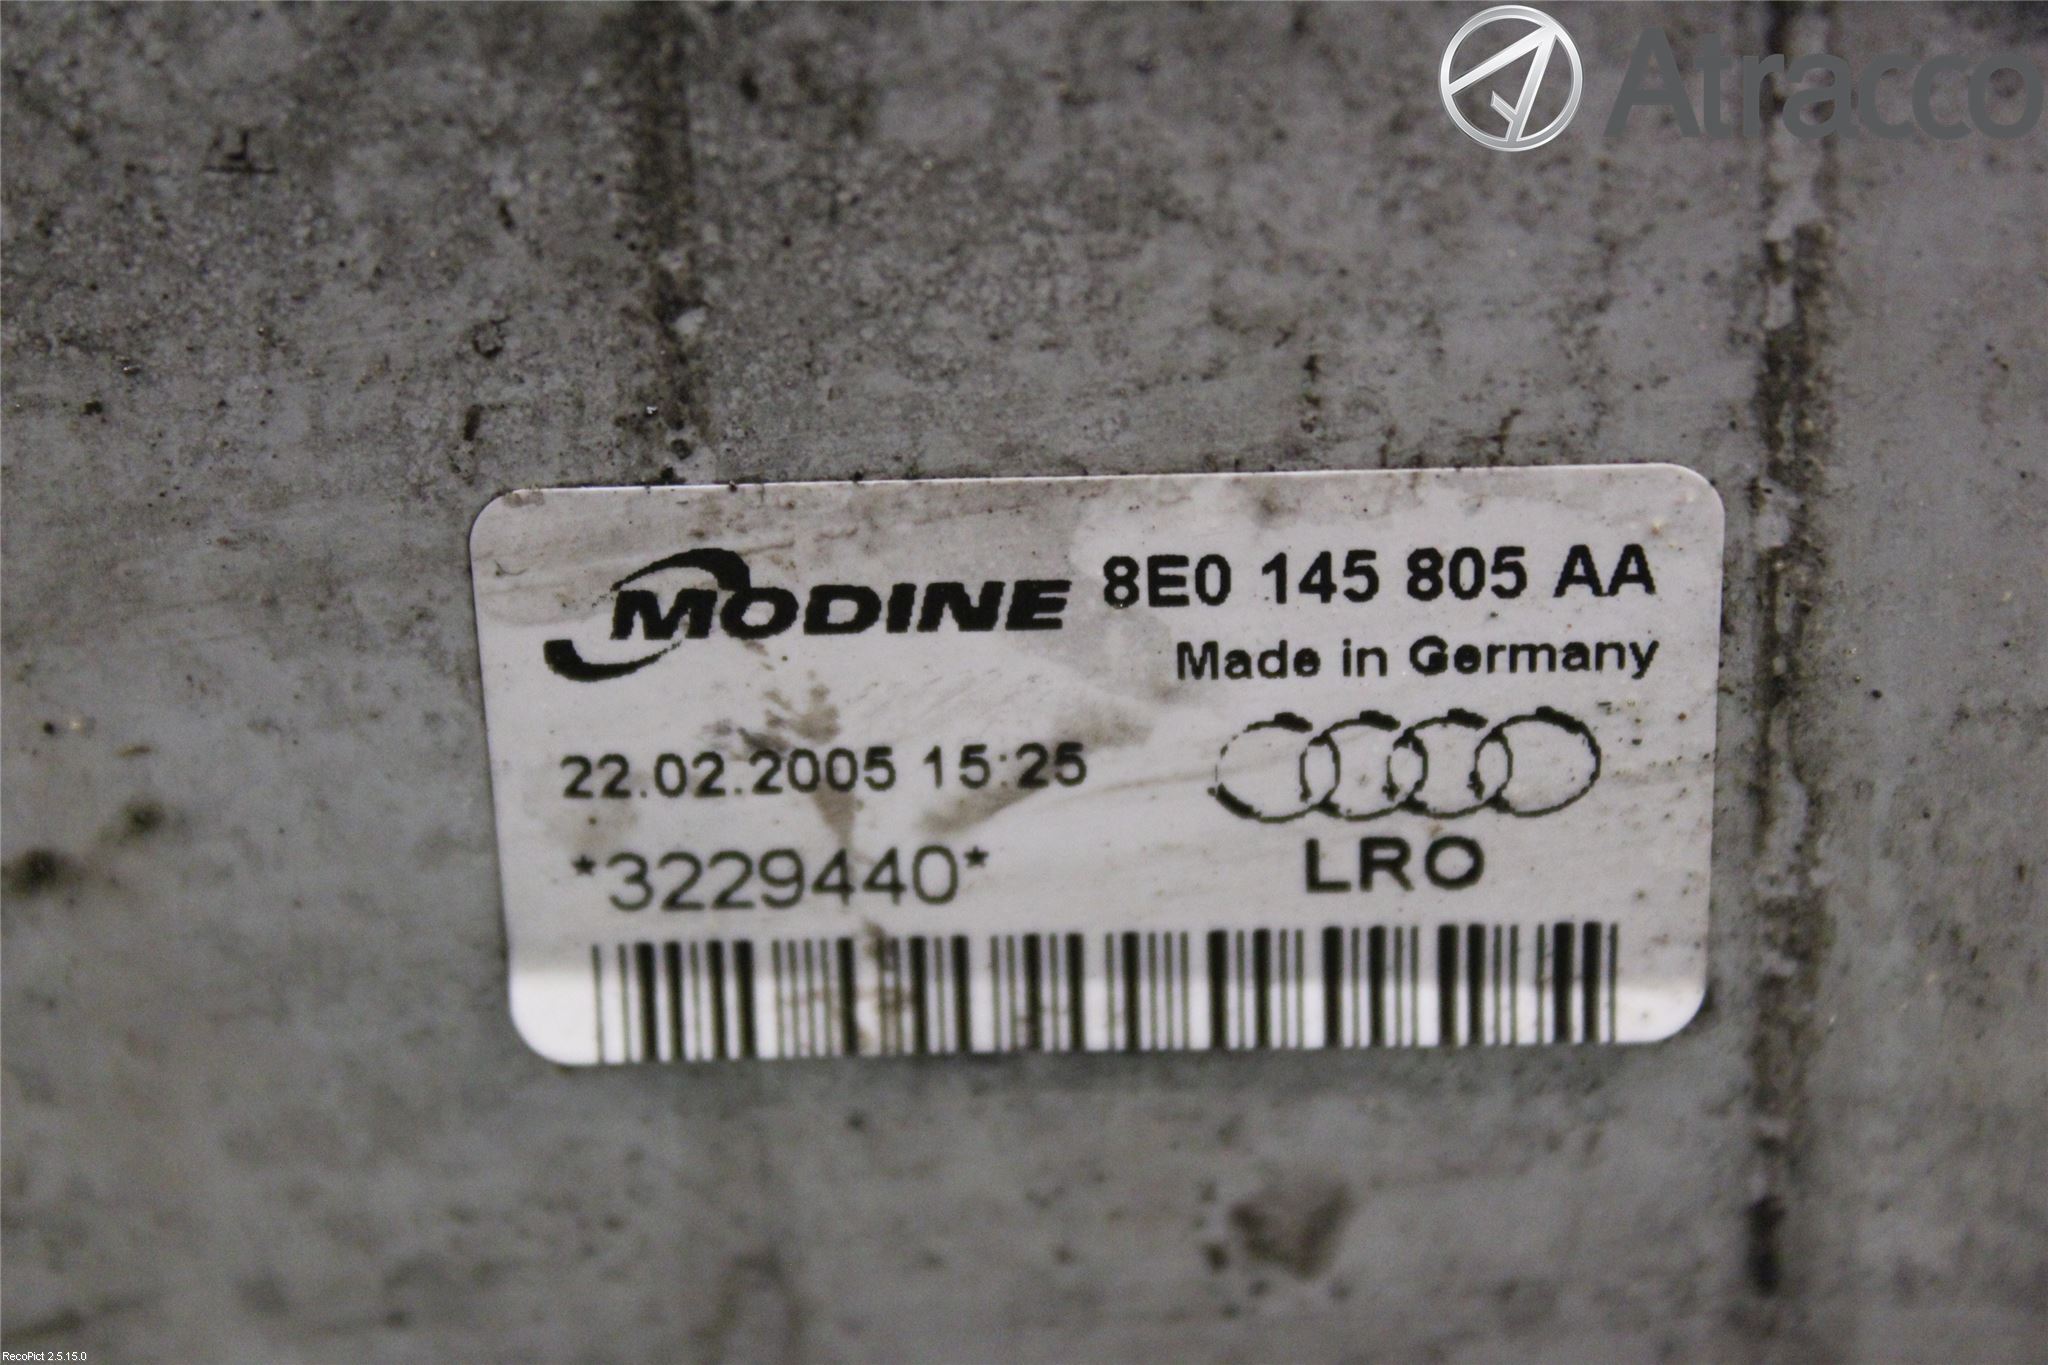 Atracco
MODINE 8E0 145 805 AA
Made in Germany
22.02.2005 15:25
*3229440*
LRO
RecoPict 2.5.15.0